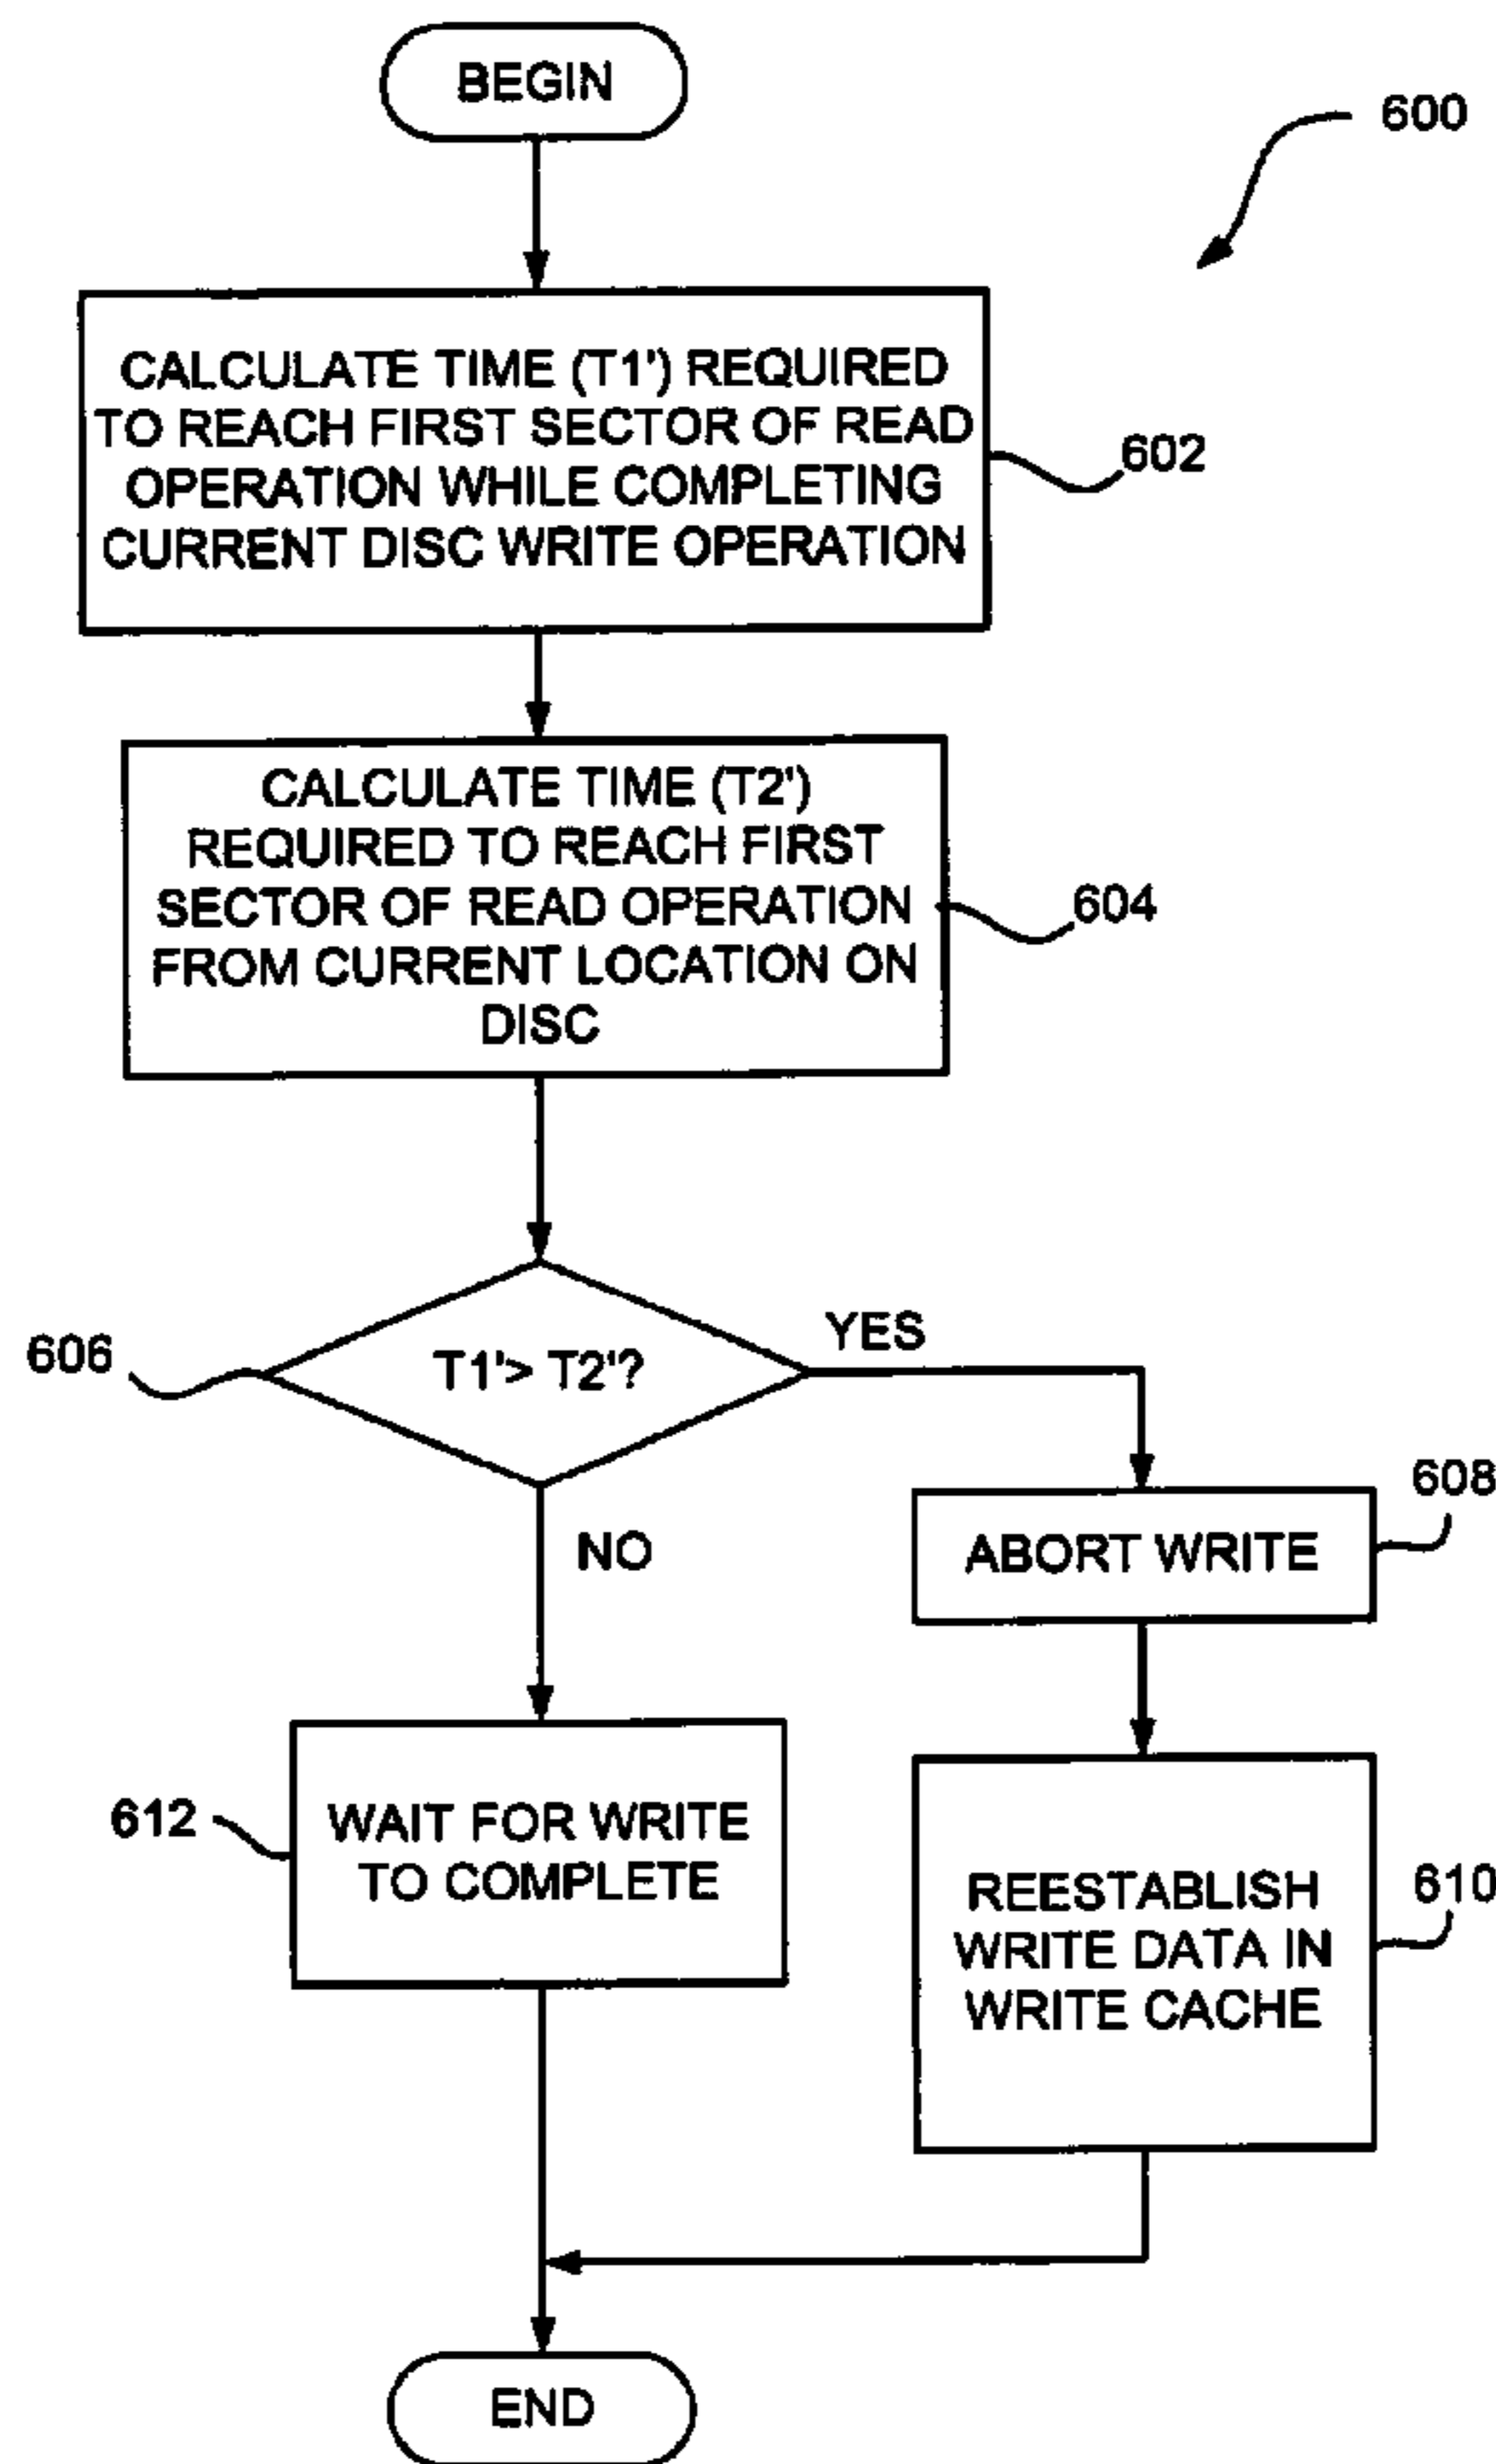 BEGIN
600
CALCULATE TIME (T1') REQUIRED
TO REACH FIRST SECTOR OF READ
OPERATION WHILE COMPLETING
CURRENT DISC WRITE OPERATION
602
CALCULATE TIME (T2')
REQUIRED TO REACH FIRST
SECTOR OF READ OPERATION
FROM CURRENT LOCATION ON
DISC
604
606
T1'> T2'?
YES
NO
608
ABORT WRITE
612
WAIT FOR WRITE
TO COMPLETE
610
REESTABLISH
WRITE DATA IN
WRITE CACHE
END